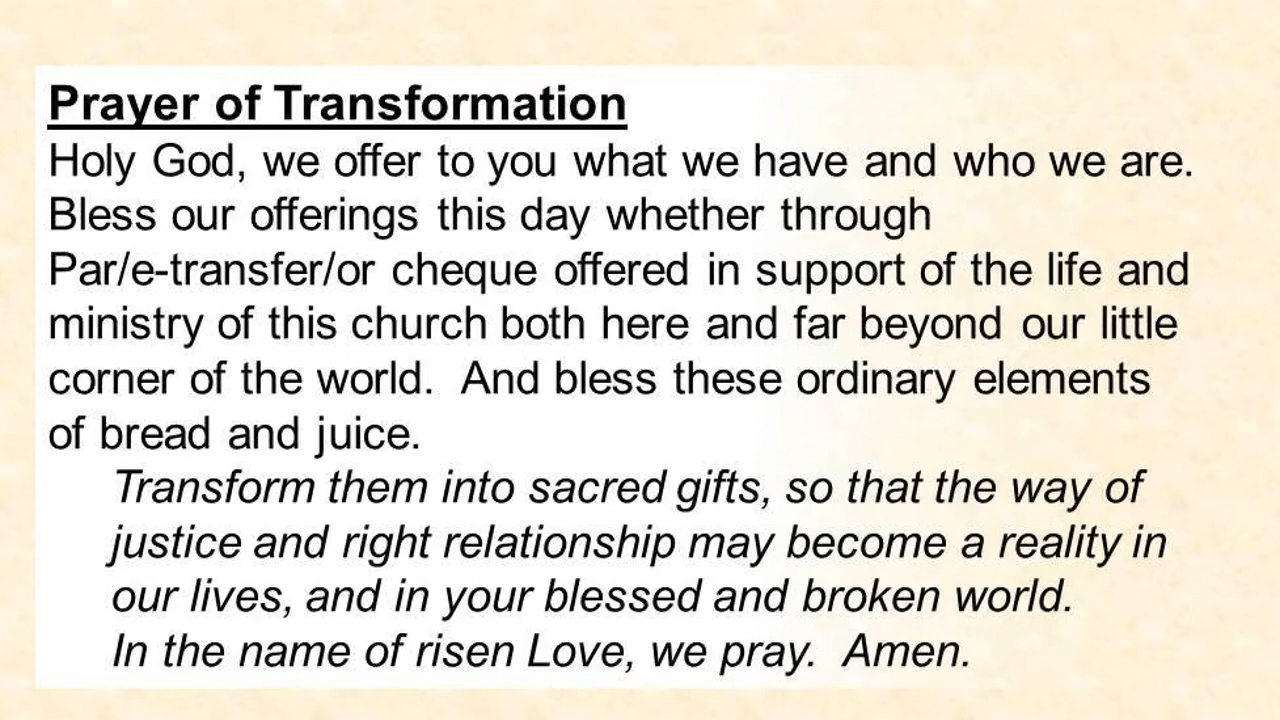 Prayer of Transformation
Holy God, we offer to you what we have and who we are.
Bless our offerings this day whether through
Par/e-transfer/or cheque offered in support of the life and
ministry of this church both here and far beyond our little
corner of the world.  And bless these ordinary elements
of bread and juice.
Transform them into sacred gifts, so that the way of
justice and right relationship may become a reality in
our lives, and in your blessed and broken world.
In the name of risen Love, we pray.  Amen.